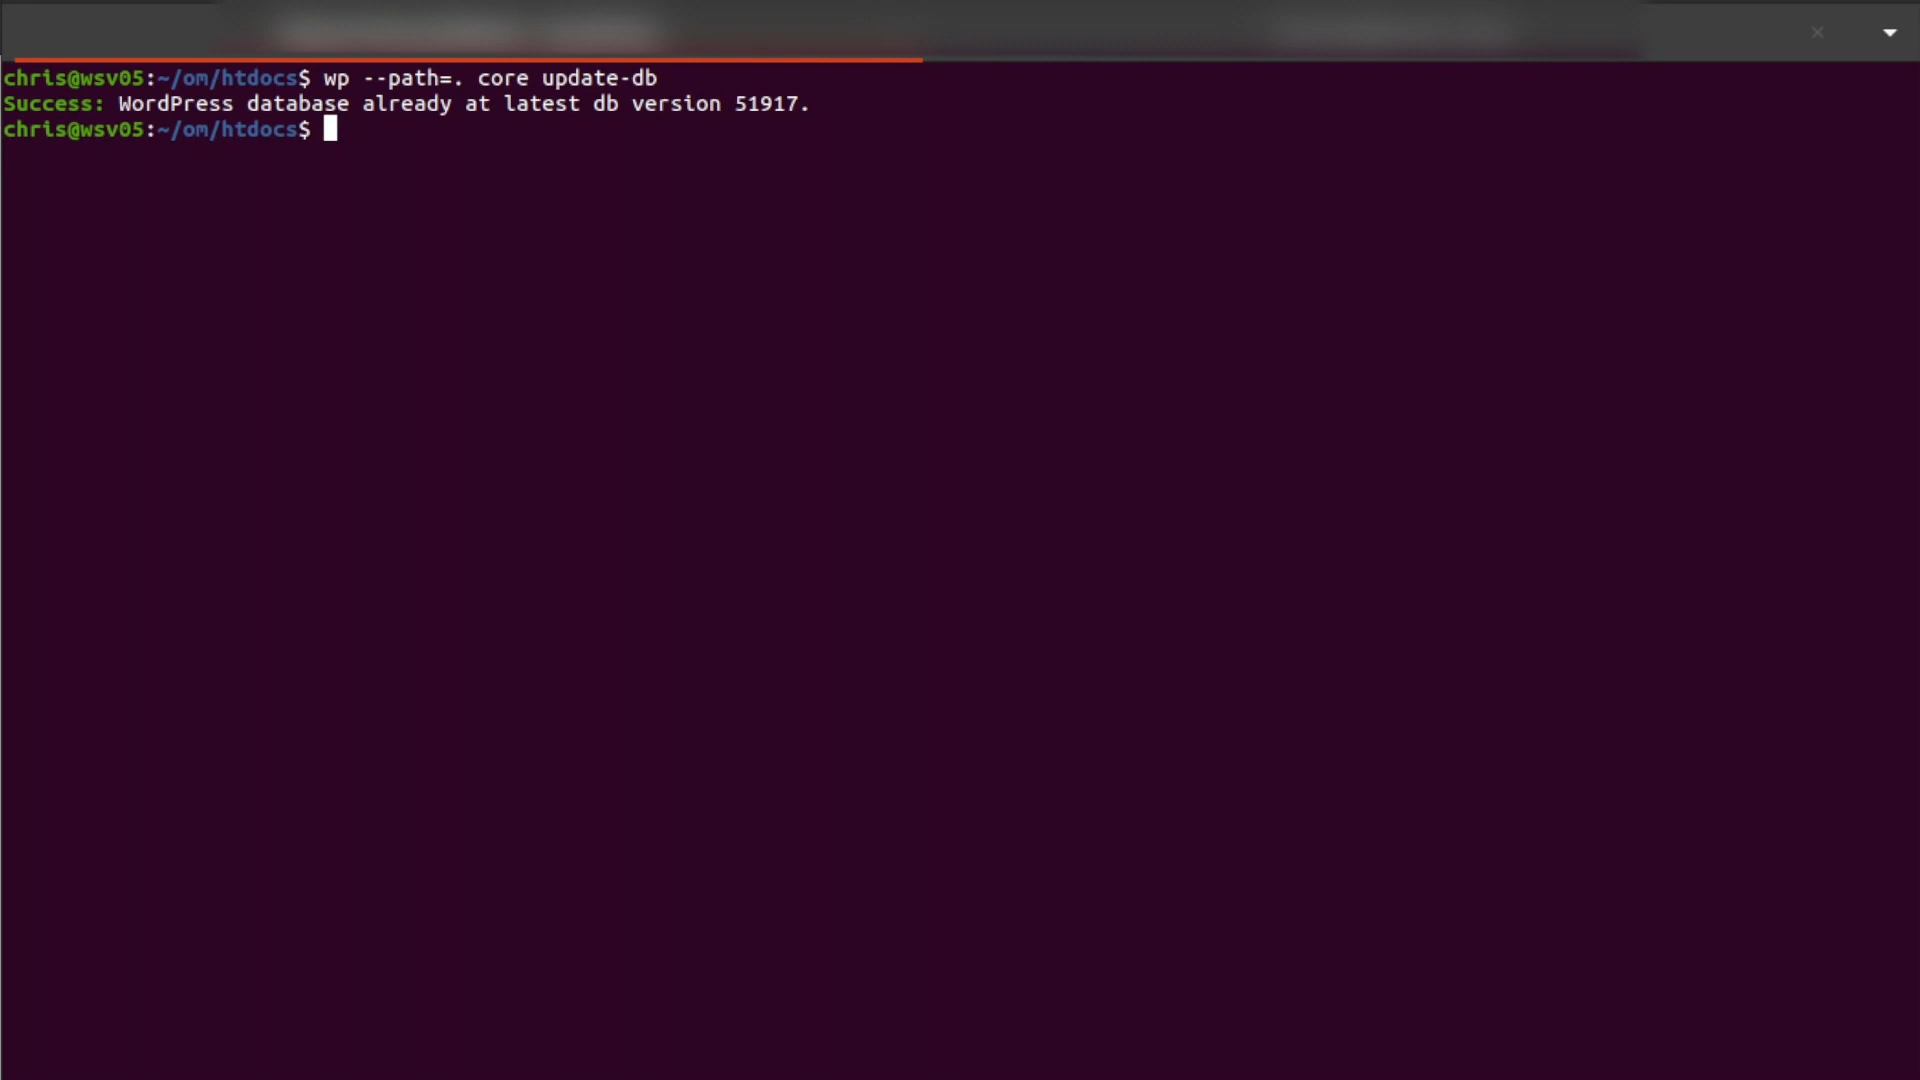 chris@wsv05:~/om/htdocs$ wp --path=. core update-db
Success: WordPress database already at latest db version 51917.
chris@wsv05:~/om/htdocs$